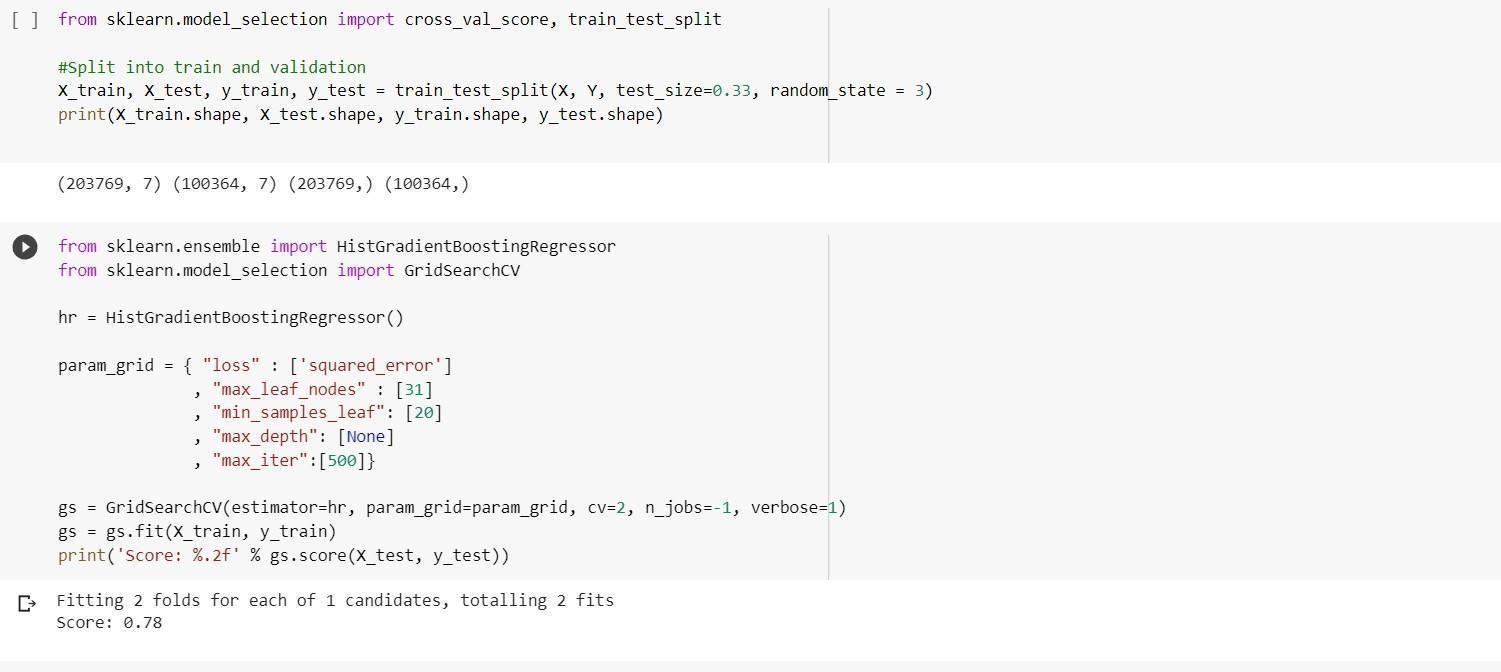 [ ] from sklearn.model_selection import cross_val_score, train_test_split
#Split into train and validation
X_train, X_test, y_train, y_test = train_test_split(X, Y, test_size=0.33, random_state = 3)
print(X_train.shape, X_test.shape, y_train.shape, y_test.shape)
(203769, 7) (100364, 7) (203769,) (100364,)
from sklearn.ensemble import HistGradientBoostingRegressor
from sklearn.model_selection import GridSearchCV
hr = HistGradientBoostingRegressor()
param_grid = { "loss" : ['squared_error']
, "max_leaf_nodes" : [31]
, "min_samples_leaf": [20]
, "max_depth": [None]
, "max_iter":[500]}
gs = GridSearchCV(estimator=hr, param_grid=param_grid, cv=2, n_jobs=-1, verbose=1)
gs = gs.fit(X_train, y_train)
print('Score: %.2f' % gs.score(X_test, y_test))
Fitting 2 folds for each of 1 candidates, totalling 2 fits
Score: 0.78